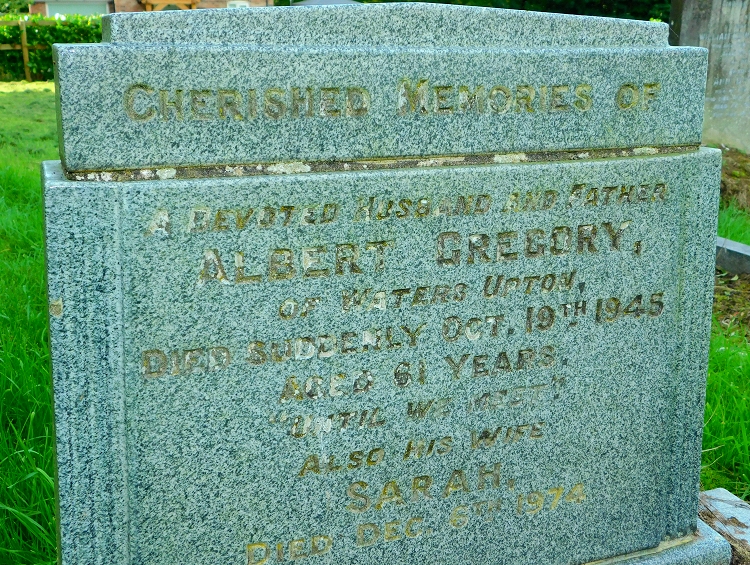 CHERISHED MEMORIES OF
A DEVOTED HUSBAND AND FATHER
ALBERT GREGORY,
OF WATERS UPTON,
DIED SUDDENLY OCT. 19TH 1945
AGED 61 YEARS.
"UNTIL WE MEET"
ALSO HIS WIFE
SARAH,
DIED DEC. 6TH 1974